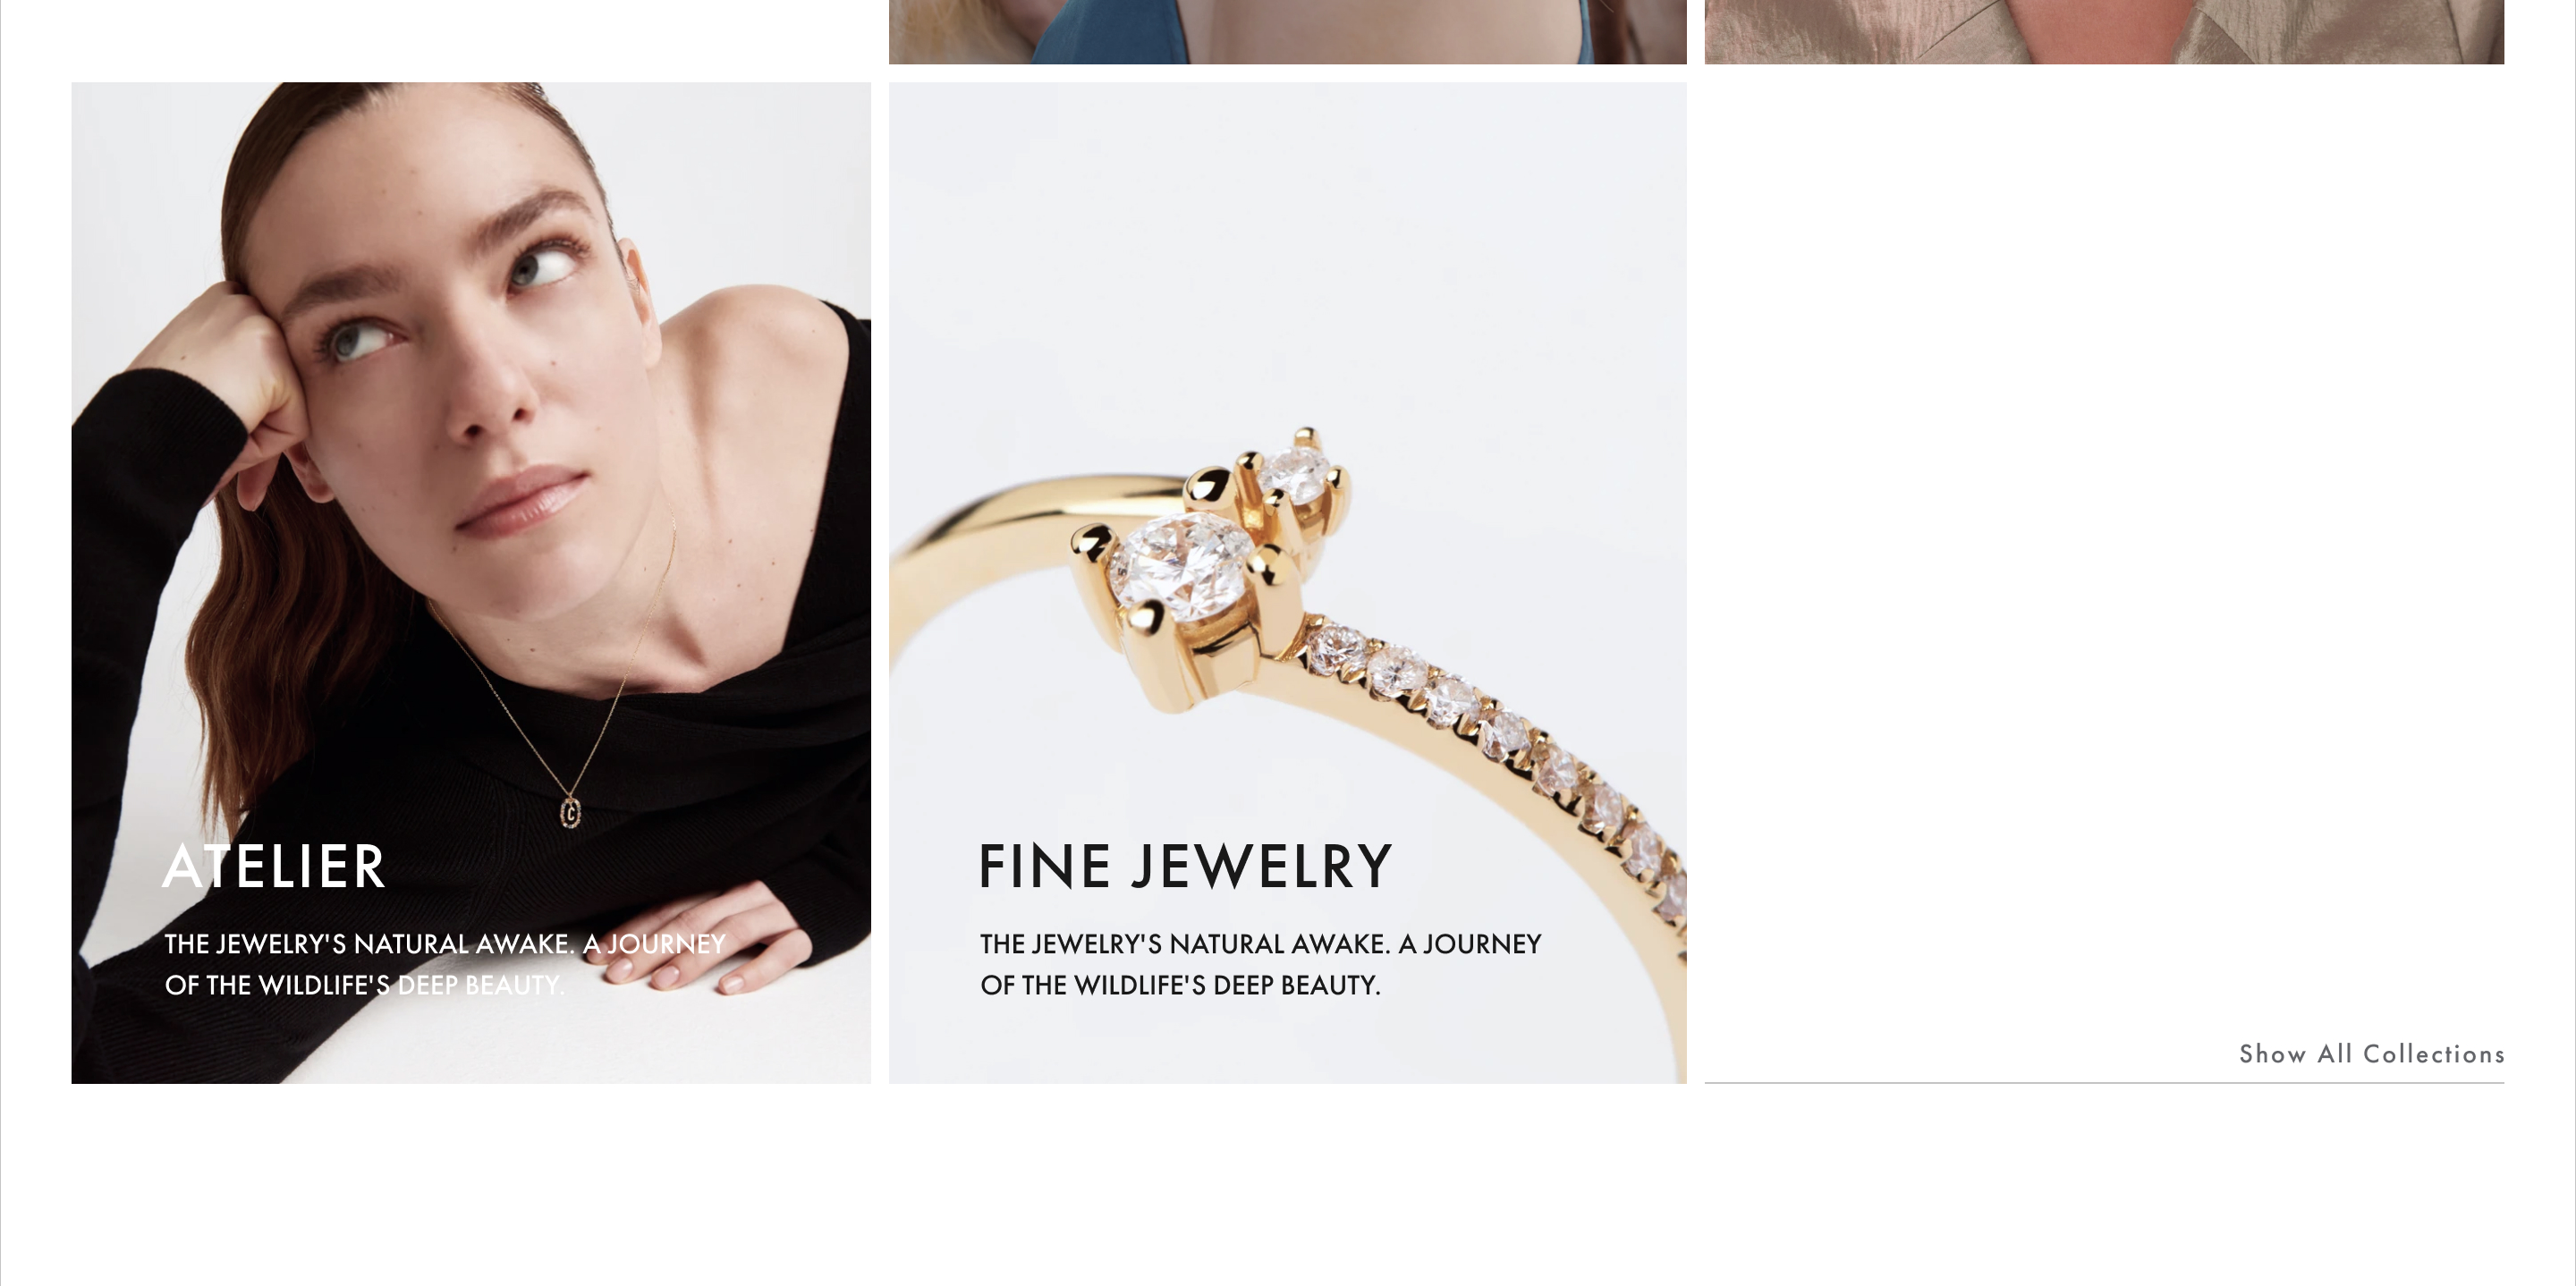 C
ATELIER
THE JEWELRY'S NATURAL AWAKE. A JOURNEY
OF THE WILDLIFE'S DEEP BEAUTY.
FINE JEWELRY
THE JEWELRY'S NATURAL AWAKE. A JOURNEY
OF THE WILDLIFE'S DEEP BEAUTY.
Show All Collections